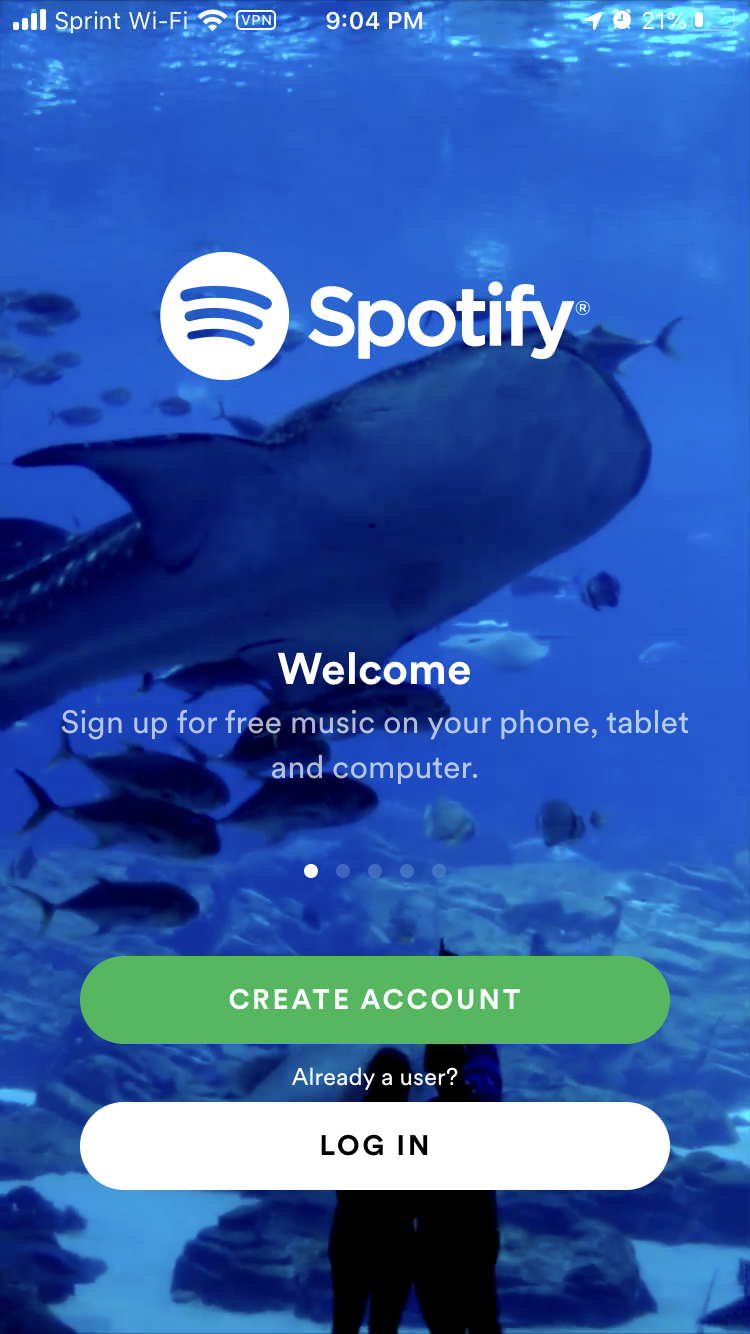 Sprint Wi-Fi VPN 9:04 PM 21%
Spotify®
Welcome
Sign up for free music on your phone, tablet
and computer.
CREATE ACCOUNT
Already a user?
LOG IN